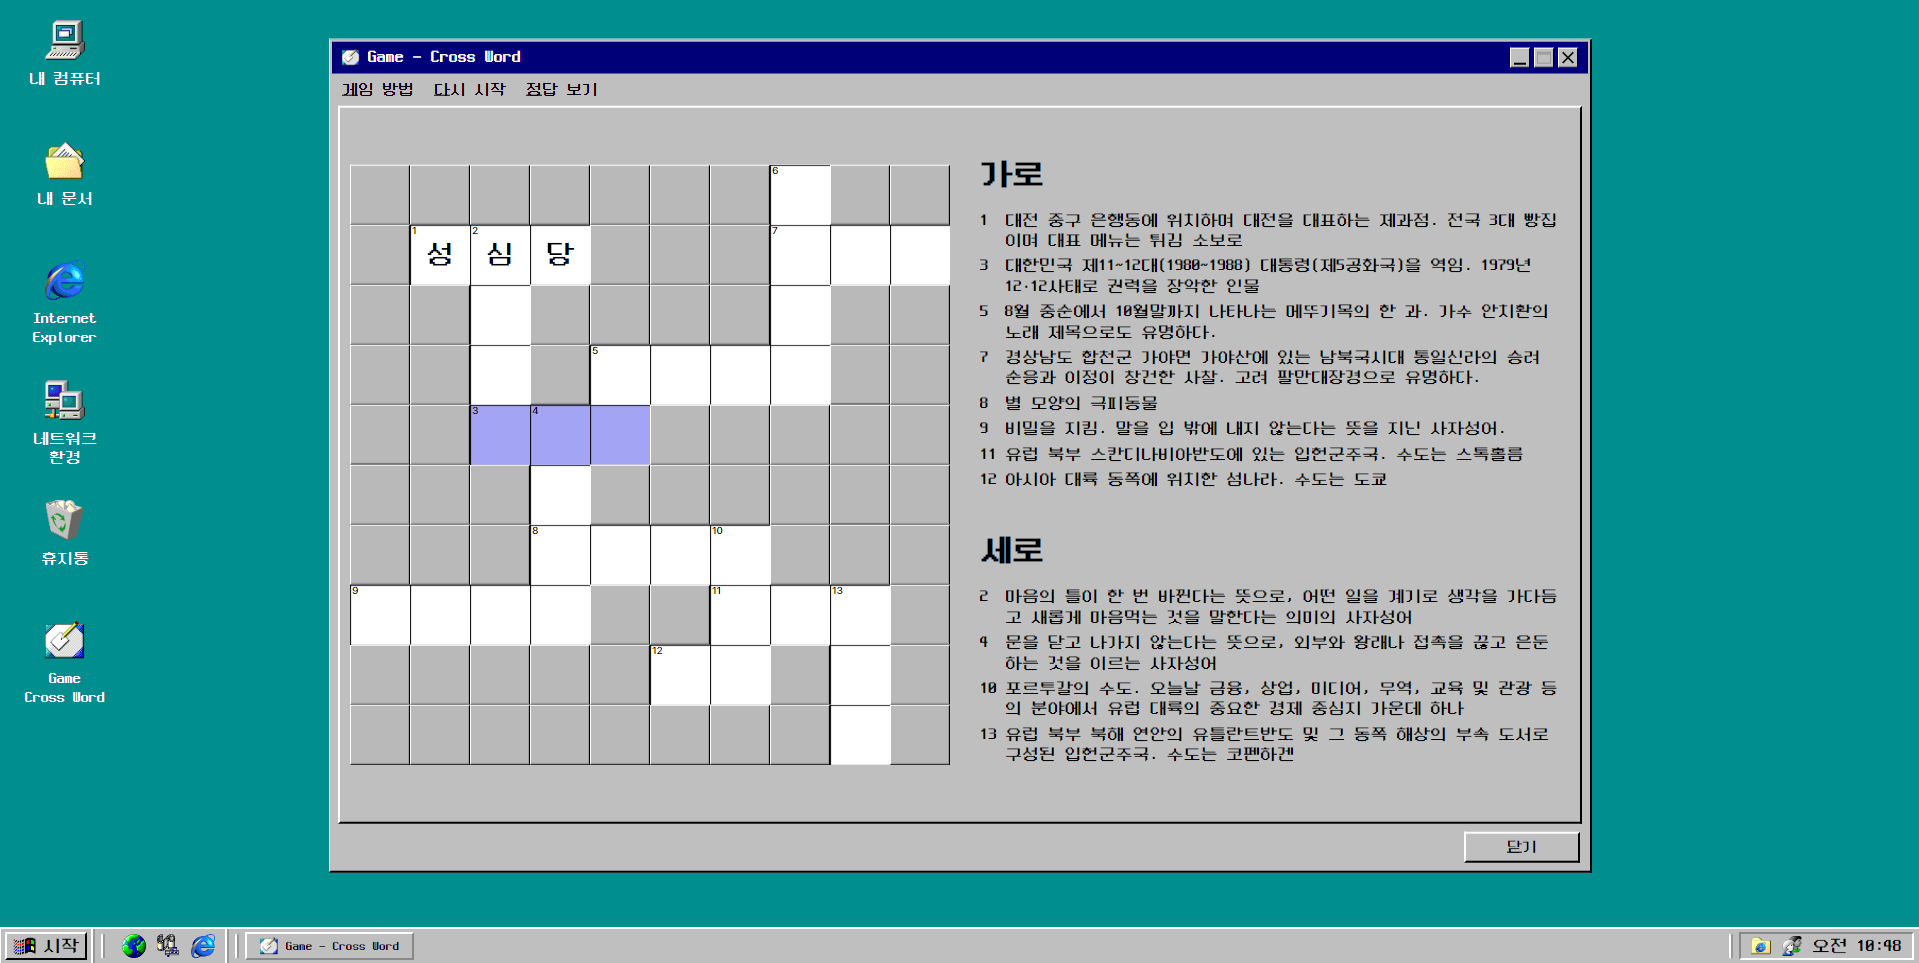 내 컴퓨터
내 문서
Internet
Explorer
네트워크
환경
휴지통
Game
Cross Word
Game - Cross Word
게임 방법 다시 시작 정답 보기
6
1 성 2 심 당 7
5
3 4
8 10
9 11 13
12
가로
1 대전 중구 은행동에 위치하며 대전을 대표하는 제과점. 전국 3대 빵집
이며 대표 메뉴는 튀김 소보로
3 대한민국 제11~12대(1980~1988) 대통령(제5공화국)을 역임. 1979년
12·12사태로 권력을 장악한 인물
5 8월 중순에서 10월말까지 나타나는 메뚜기목의 한 과. 가수 안치환의
노래 제목으로도 유명하다.
7 경상남도 합천군 가야면 가야산에 있는 남북국시대 통일신라의 승려
순응과 이정이 창건한 사찰. 고려 팔만대장경으로 유명하다.
8 별 모양의 극피동물
9 비밀을 지킴. 말을 입 밖에 내지 않는다는 뜻을 지닌 사자성어.
11 유럽 북부 스칸디나비아반도에 있는 입헌군주국. 수도는 스톡홀름
12 아시아 대륙 동쪽에 위치한 섬나라. 수도는 도쿄
세로
2 마음의 틀이 한 번 바뀐다는 뜻으로, 어떤 일을 계기로 생각을 가다듬
고 새롭게 마음먹는 것을 말한다는 의미의 사자성어
4 문을 닫고 나가지 않는다는 뜻으로, 외부와 왕래나 접촉을 끊고 은둔
하는 것을 이르는 사자성어
10 포르투갈의 수도. 오늘날 금융, 상업, 미디어, 무역, 교육 및 관광 등
의 분야에서 유럽 대륙의 중요한 경제 중심지 가운데 하나
13 유럽 북부 북해 연안의 유틀란트반도 및 그 동쪽 해상의 부속 도서로
구성된 입헌군주국. 수도는 코펜하겐
닫기
시작 Game - Cross Word 오전 10:48